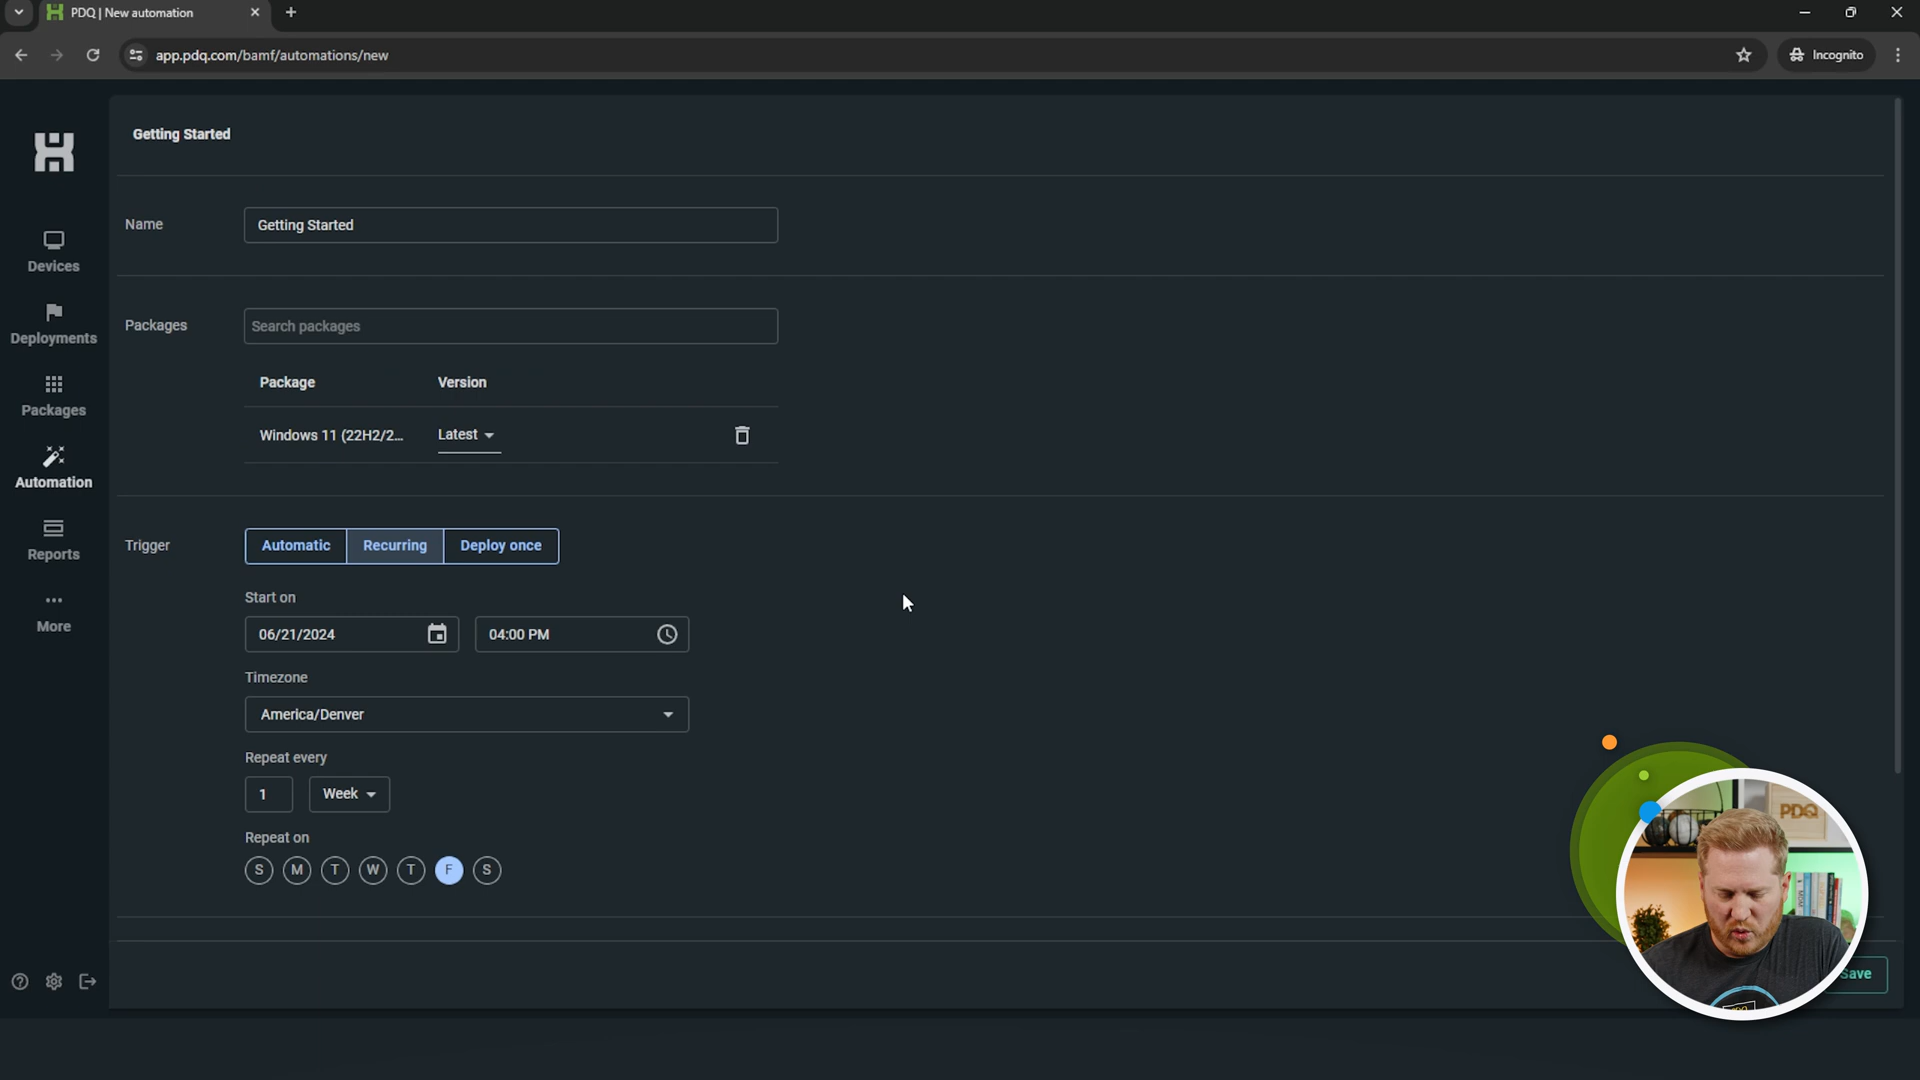 PDQ | New automation
app.pdq.com/bamf/automations/new
Incognito
Getting Started
Name
Getting Started
Devices
Deployments
Packages
Automation
Reports
More
Packages
Search packages
Package Version
Windows 11 (22H2/2... Latest
Trigger
Automatic Recurring Deploy once
Start on
06/21/2024 04:00 PM
Timezone
America/Denver
Repeat every
1 Week
Repeat on
S M T W T F S
Save
PDQ